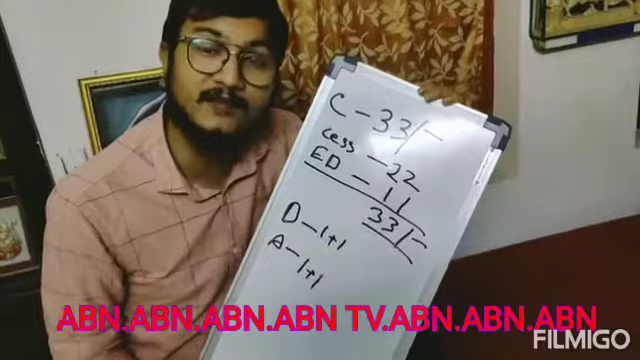 C - 33/-
Cess - 22
ED - 11
33/-
D - 1+1
A - 1+1
ABN.ABN.ABN.ABN TV.ABN.ABN.ABN
FILMIGO